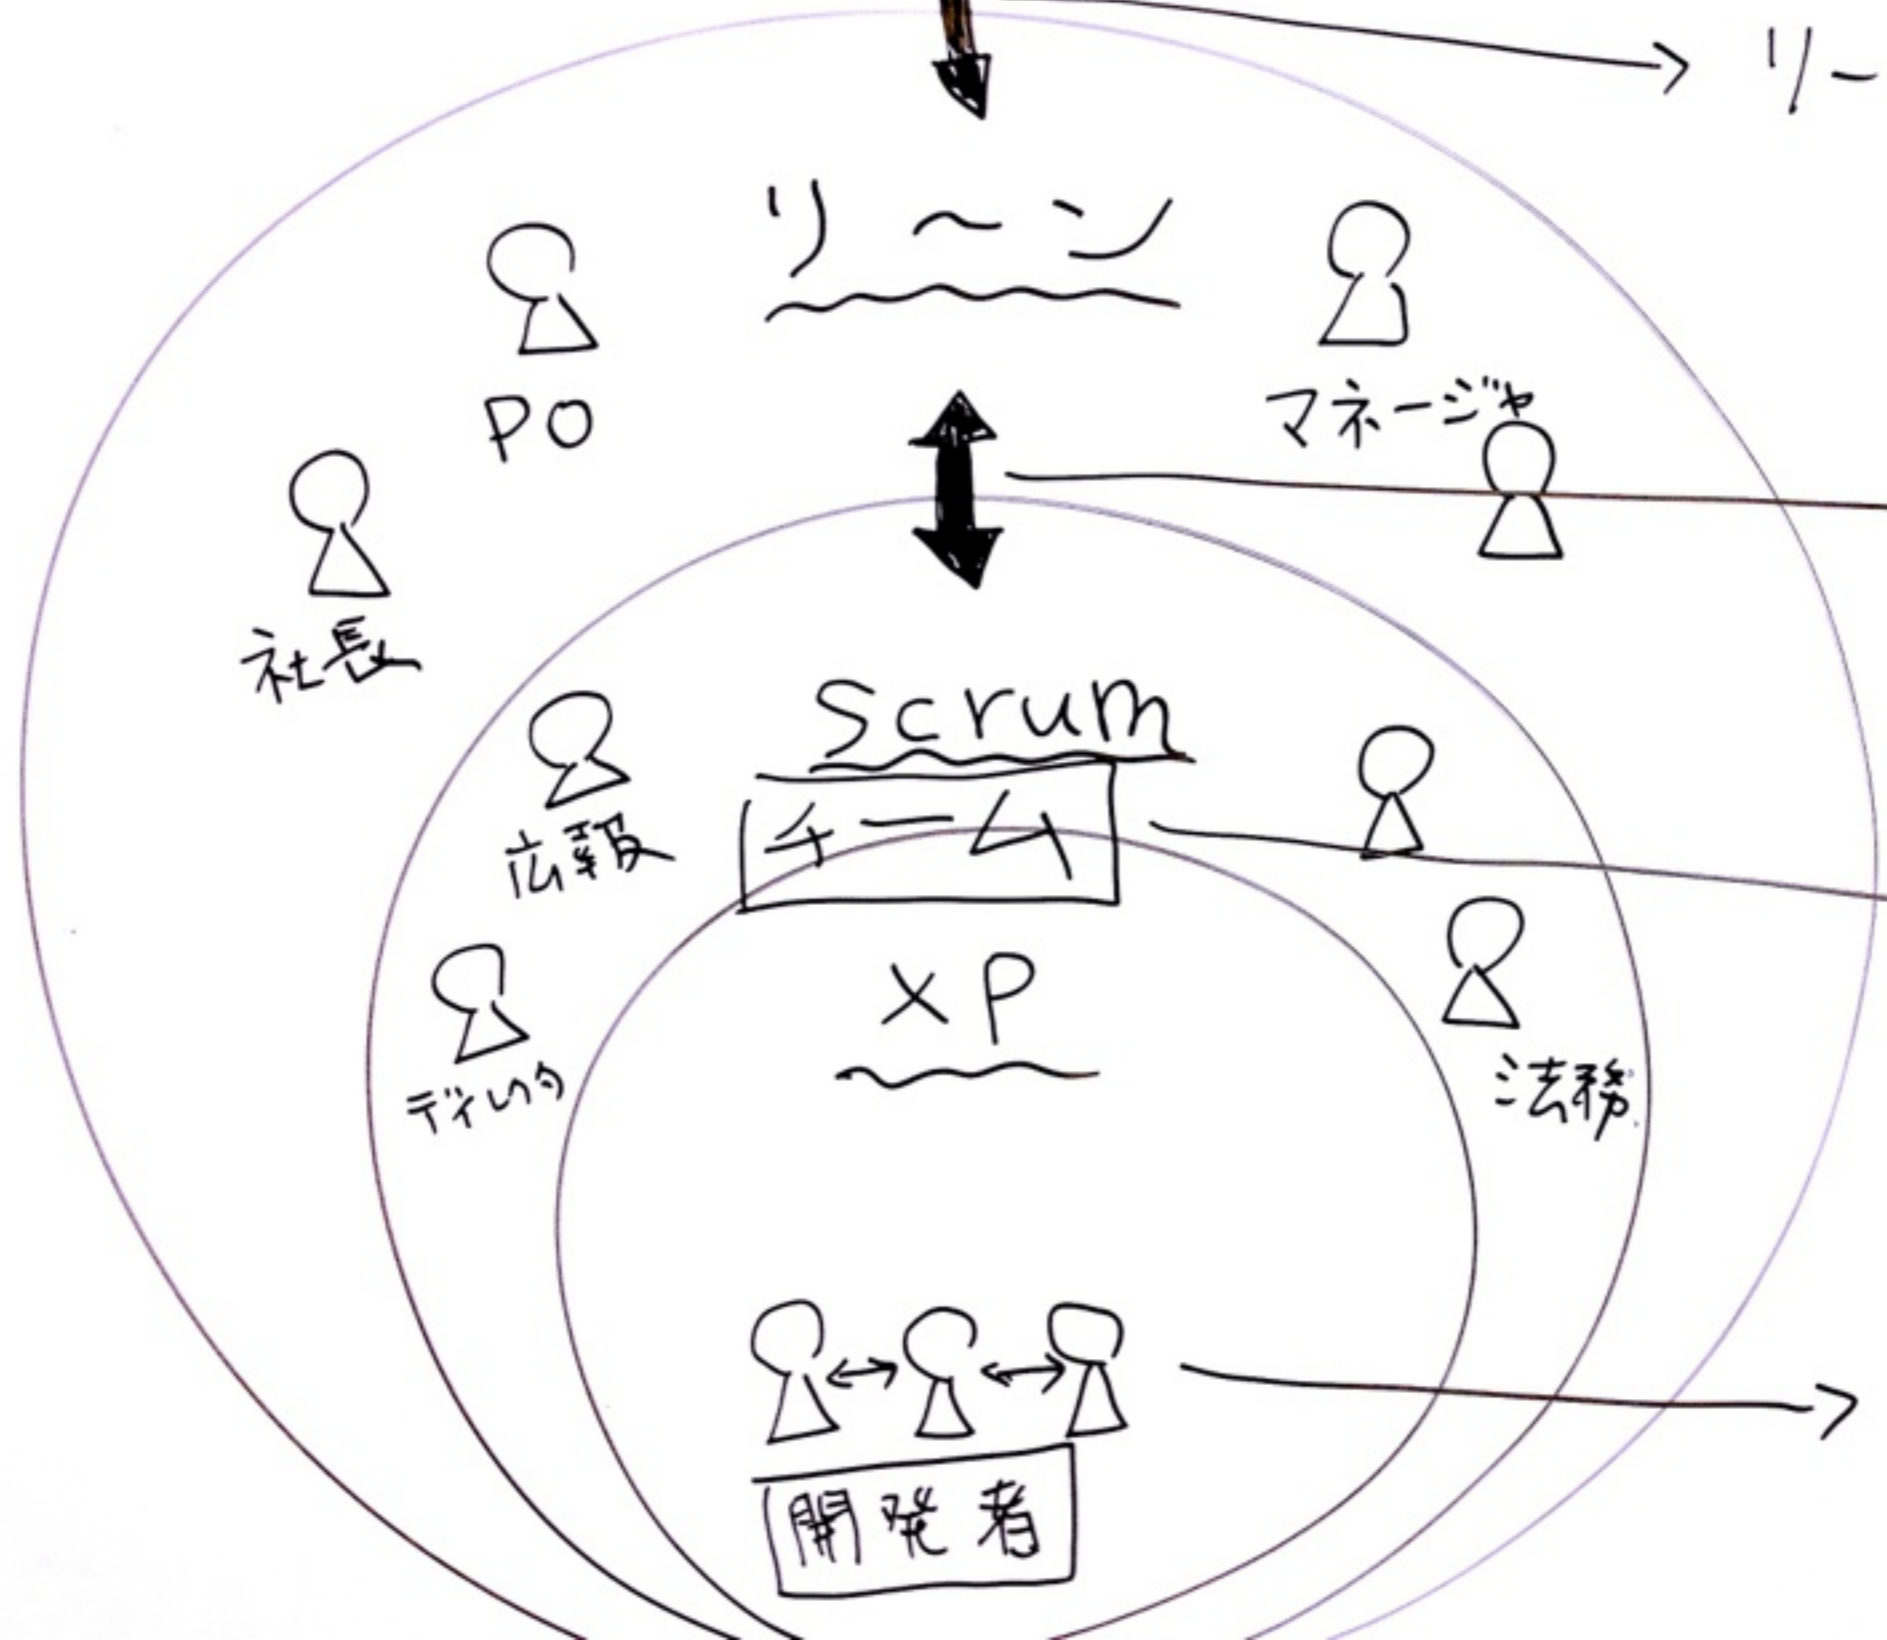 リー
リーン
PO
マネージャ
社長
Scrum
チーム
広報
XP
ディレクタ
法務
開発者